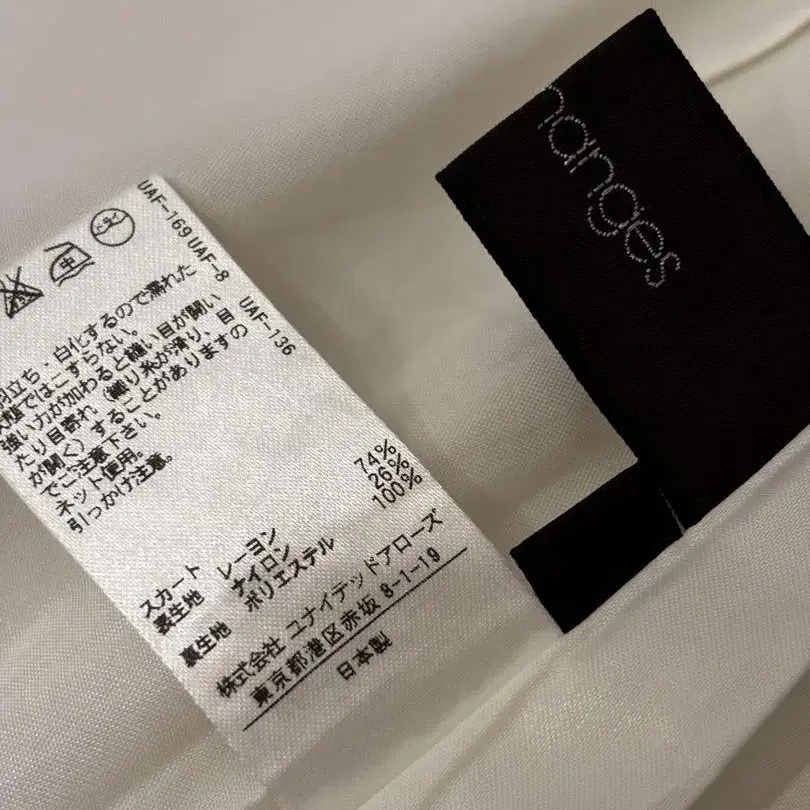 UAF-169 UAF-8 UAF-136
中
羽立ち・白化するので濡れた
状態ではこすらない。
強い力が加わると縫い目が開い
たり目寄れ(織り糸が滑り、目
が開く)することがありますの
でご注意下さい。
ネット使用。
引っかけ注意。
スカート
表生地 レーヨン 74%
ナイロン 26%
裏生地 ポリエステル 100%
株式会社 ユナイテッドアローズ
東京都港区赤坂 8-1-19
日本製
hanges